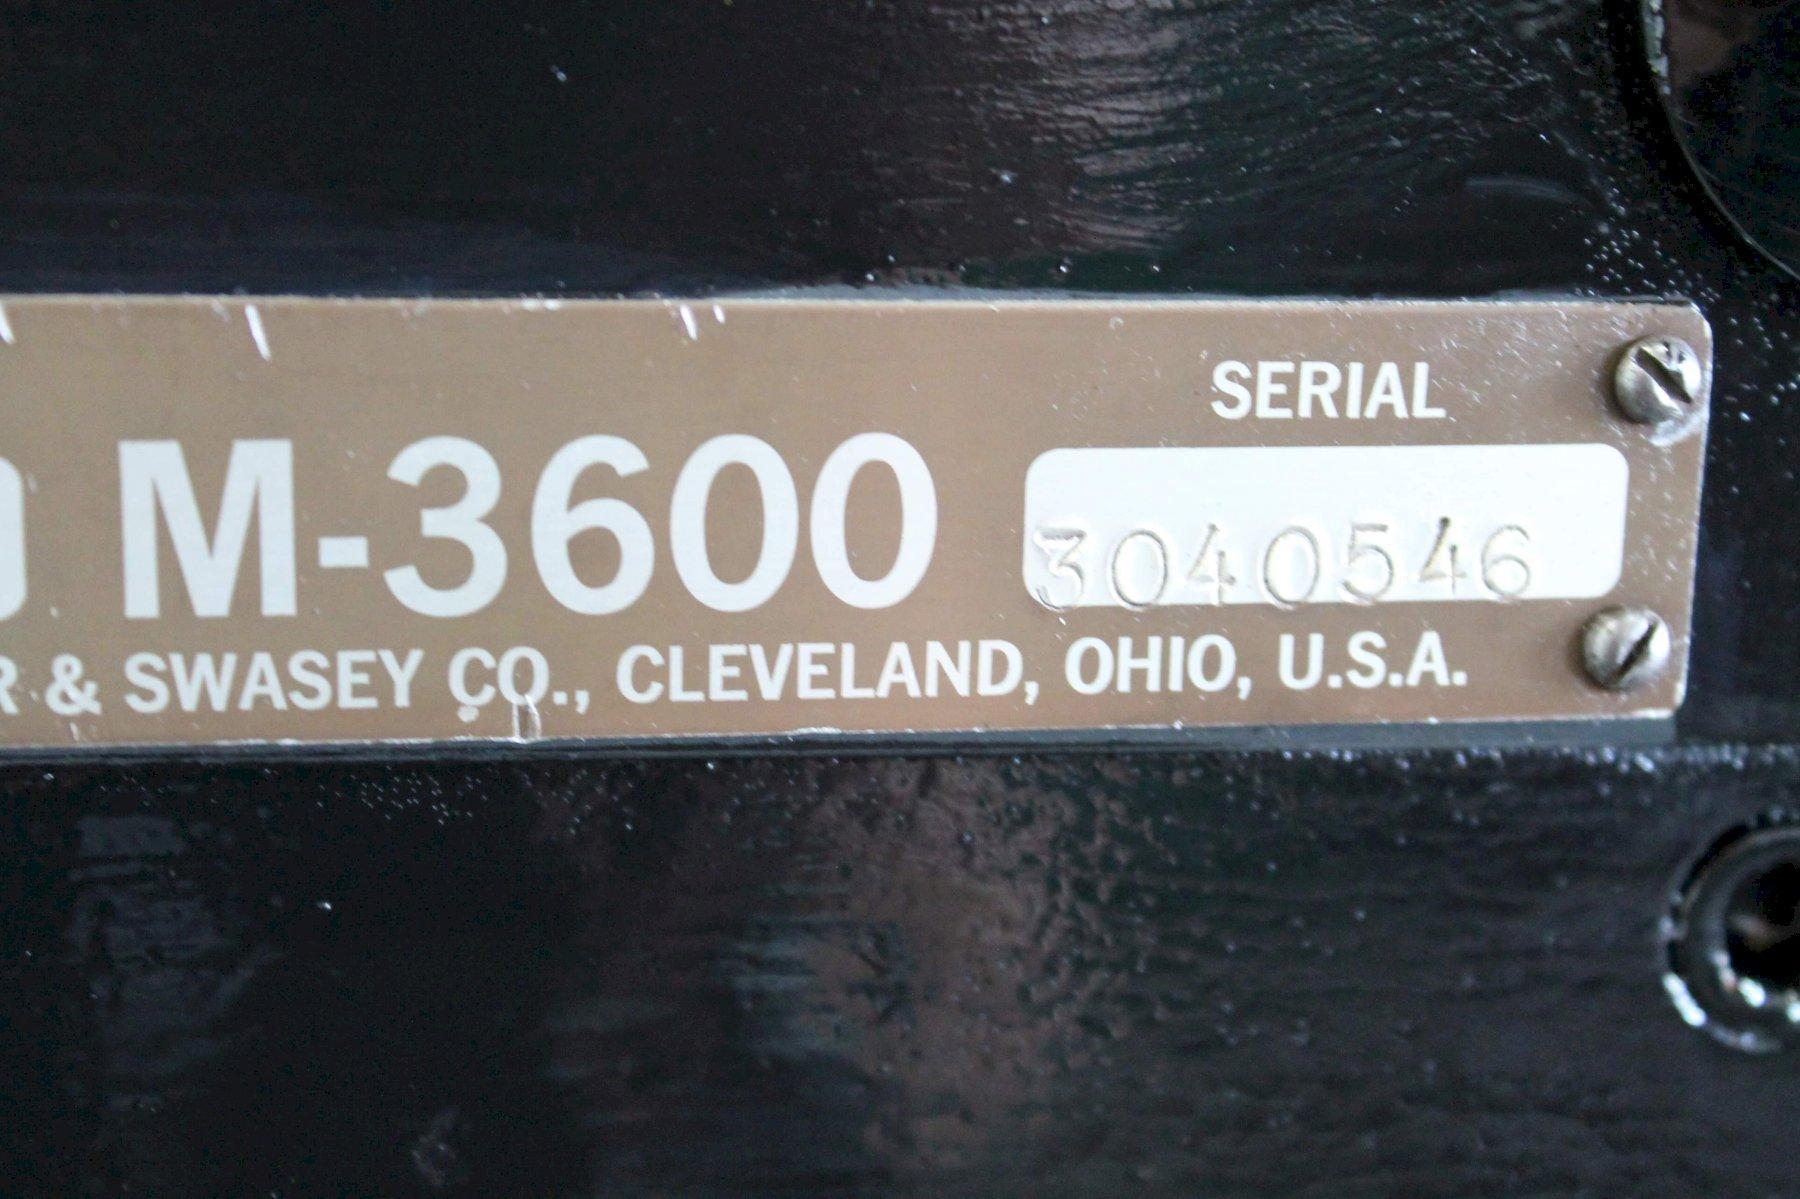 SERIAL
M-3600 3040546
R & SWASEY CO., CLEVELAND, OHIO, U.S.A.